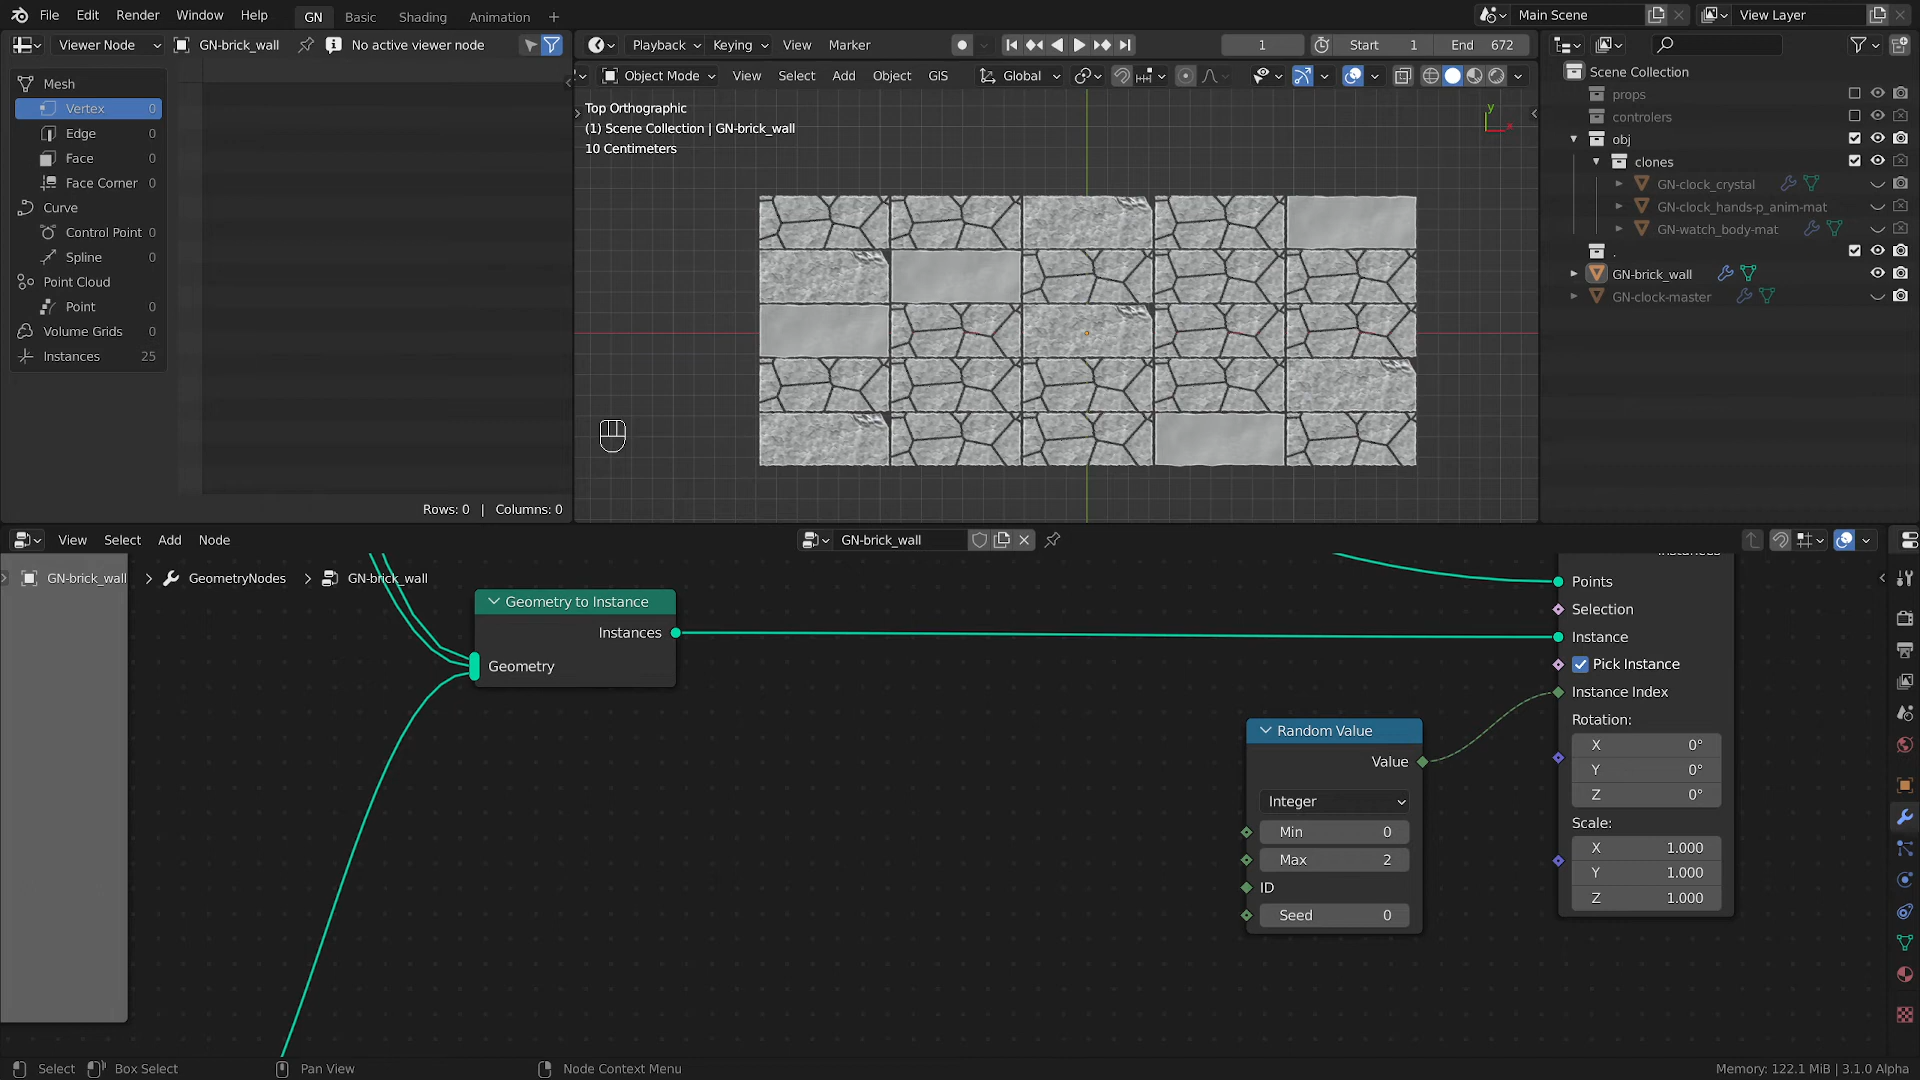 File Edit Render Window Help GN Basic Shading Animation + Main Scene View Layer
Viewer Node GN-brick_wall No active viewer node
Playback Keying View Marker 1 Start 1 End 672
Object Mode View Select Add Object GIS Global
Mesh
Vertex 0
Edge 0
Face 0
Face Corner 0
Curve
Control Point 0
Spline 0
Point Cloud
Point 0
Volume Grids 0
Instances 25
Rows: 0 | Columns: 0
Top Orthographic
(1) Scene Collection | GN-brick_wall
10 Centimeters
y
x
Scene Collection
props
controlers
obj
clones
GN-clock_crystal
GN-clock_hands-p_anim-mat
GN-watch_body-mat
.
GN-brick_wall
GN-clock-master
View Select Add Node GN-brick_wall
GN-brick_wall > GeometryNodes > GN-brick_wall
Geometry to Instance
Instances
Geometry
Random Value
Value
Integer
Min 0
Max 2
ID
Seed 0
Points
Selection
Instance
Pick Instance
Instance Index
Rotation:
X 0°
Y 0°
Z 0°
Scale:
X 1.000
Y 1.000
Z 1.000
Select Box Select Pan View Node Context Menu Memory: 122.1 MiB | 3.1.0 Alpha